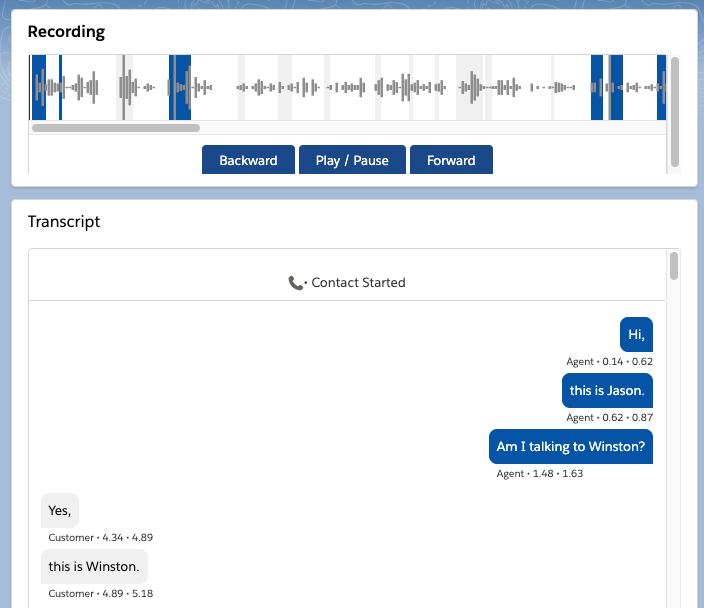 Recording
Backward
Play / Pause
Forward
Transcript
• Contact Started
Hi,
Agent • 0.14 • 0.62
this is Jason.
Agent • 0.62 • 0.87
Am I talking to Winston?
Agent • 1.48 • 1.63
Yes,
Customer • 4.34 • 4.89
this is Winston.
Customer • 4.89 • 5.18